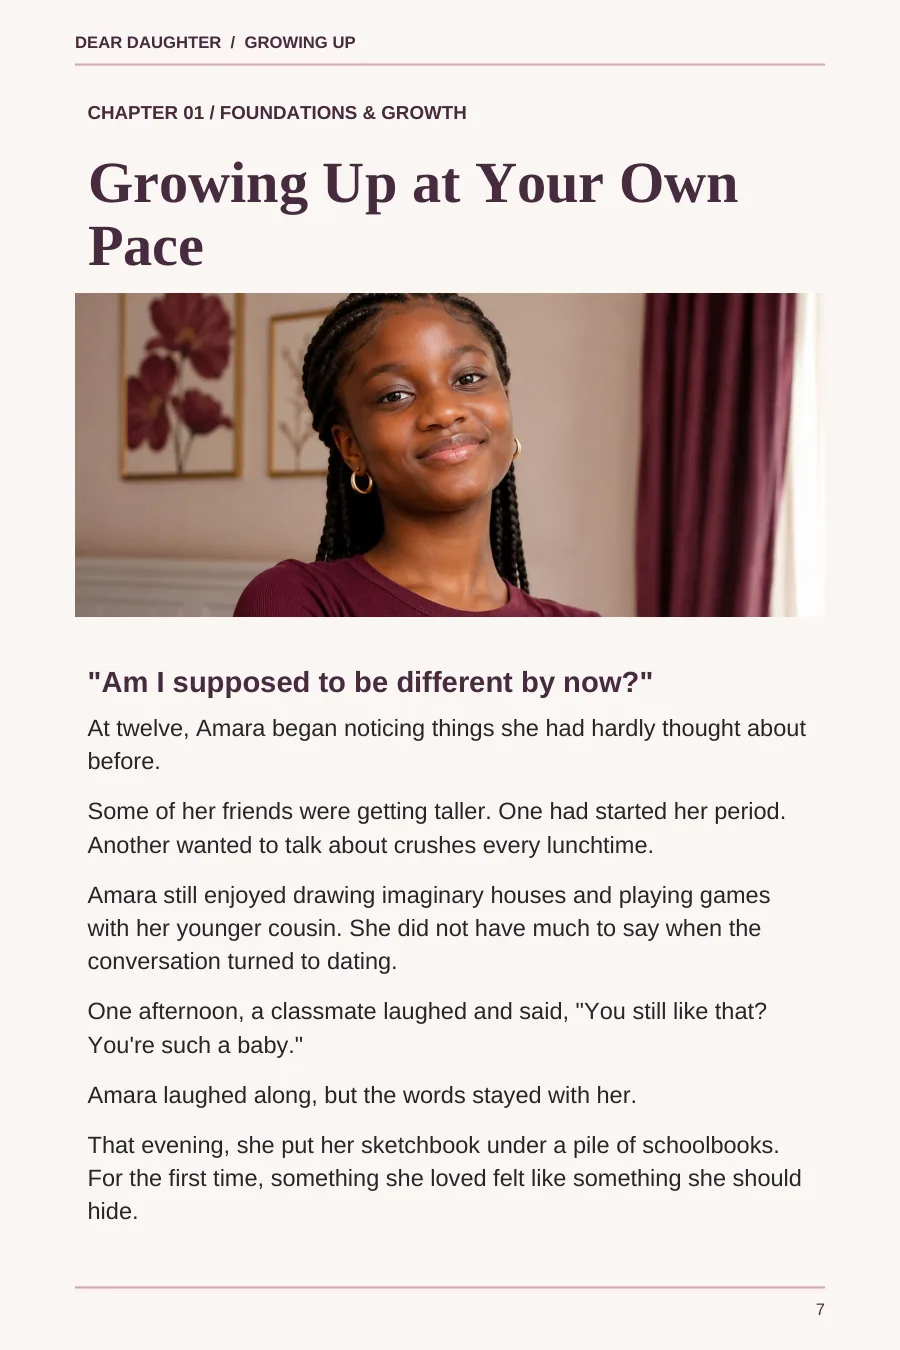 DEAR DAUGHTER / GROWING UP
CHAPTER 01 / FOUNDATIONS & GROWTH
Growing Up at Your Own
Pace
"Am I supposed to be different by now?"
At twelve, Amara began noticing things she had hardly thought about
before.
Some of her friends were getting taller. One had started her period.
Another wanted to talk about crushes every lunchtime.
Amara still enjoyed drawing imaginary houses and playing games
with her younger cousin. She did not have much to say when the
conversation turned to dating.
One afternoon, a classmate laughed and said, "You still like that?
You're such a baby."
Amara laughed along, but the words stayed with her.
That evening, she put her sketchbook under a pile of schoolbooks.
For the first time, something she loved felt like something she should
hide.
7